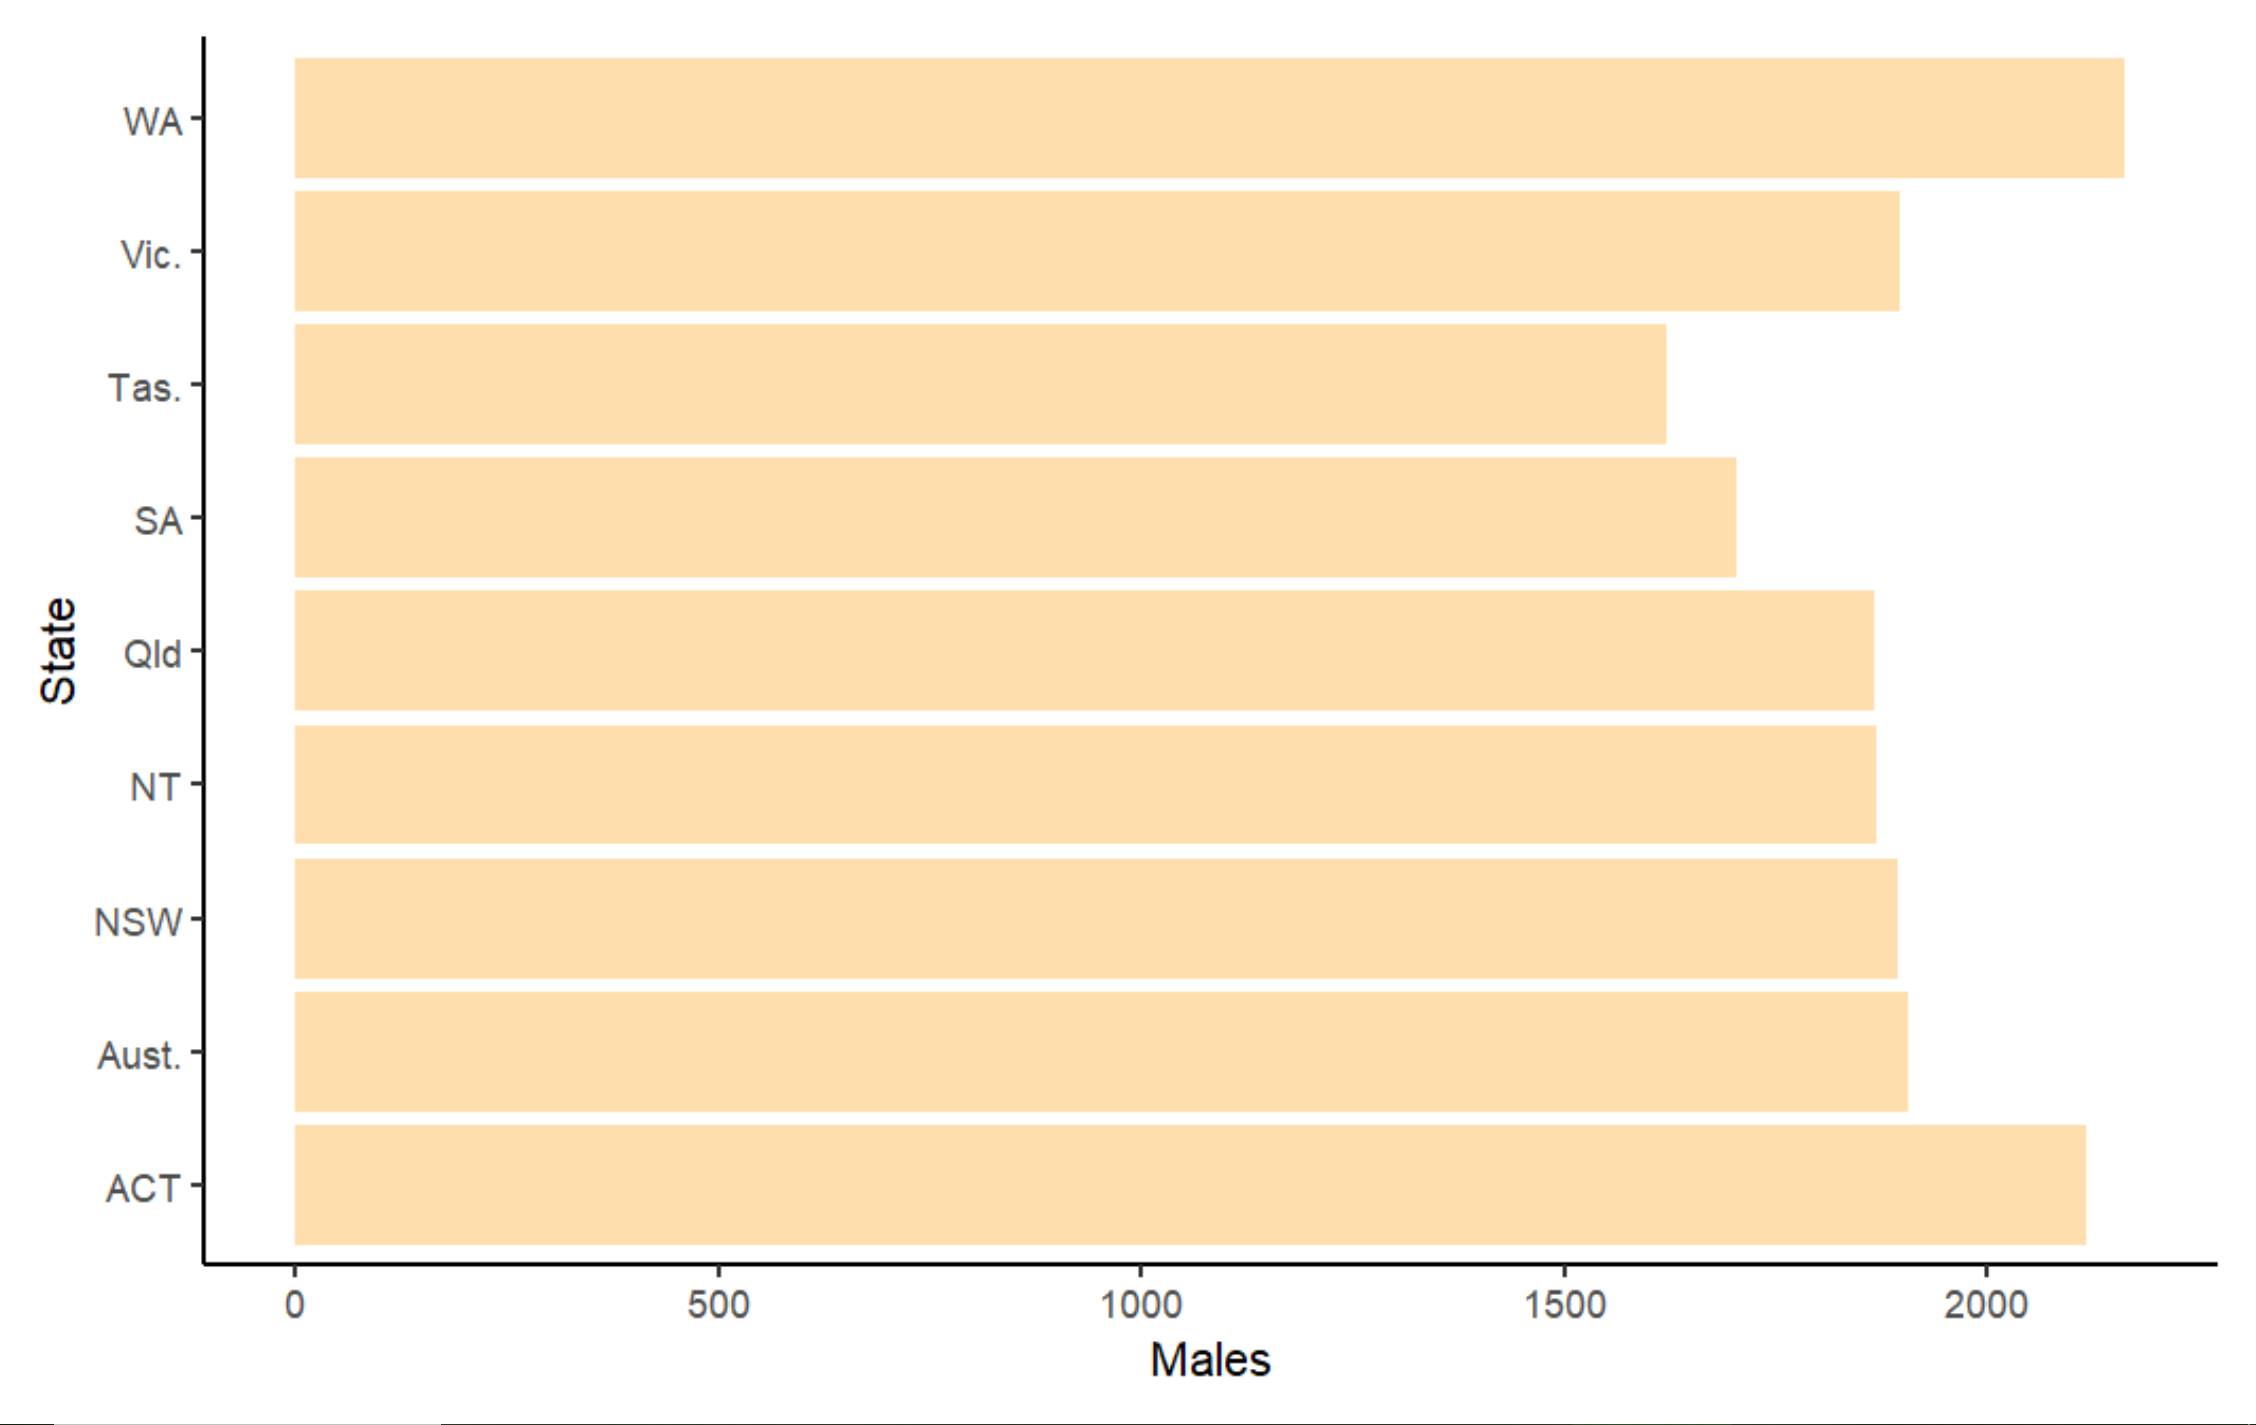 WA
Vic.
Tas.
SA
Qld
NT
NSW
Aust.
ACT
State
0 500 1000 1500 2000
Males